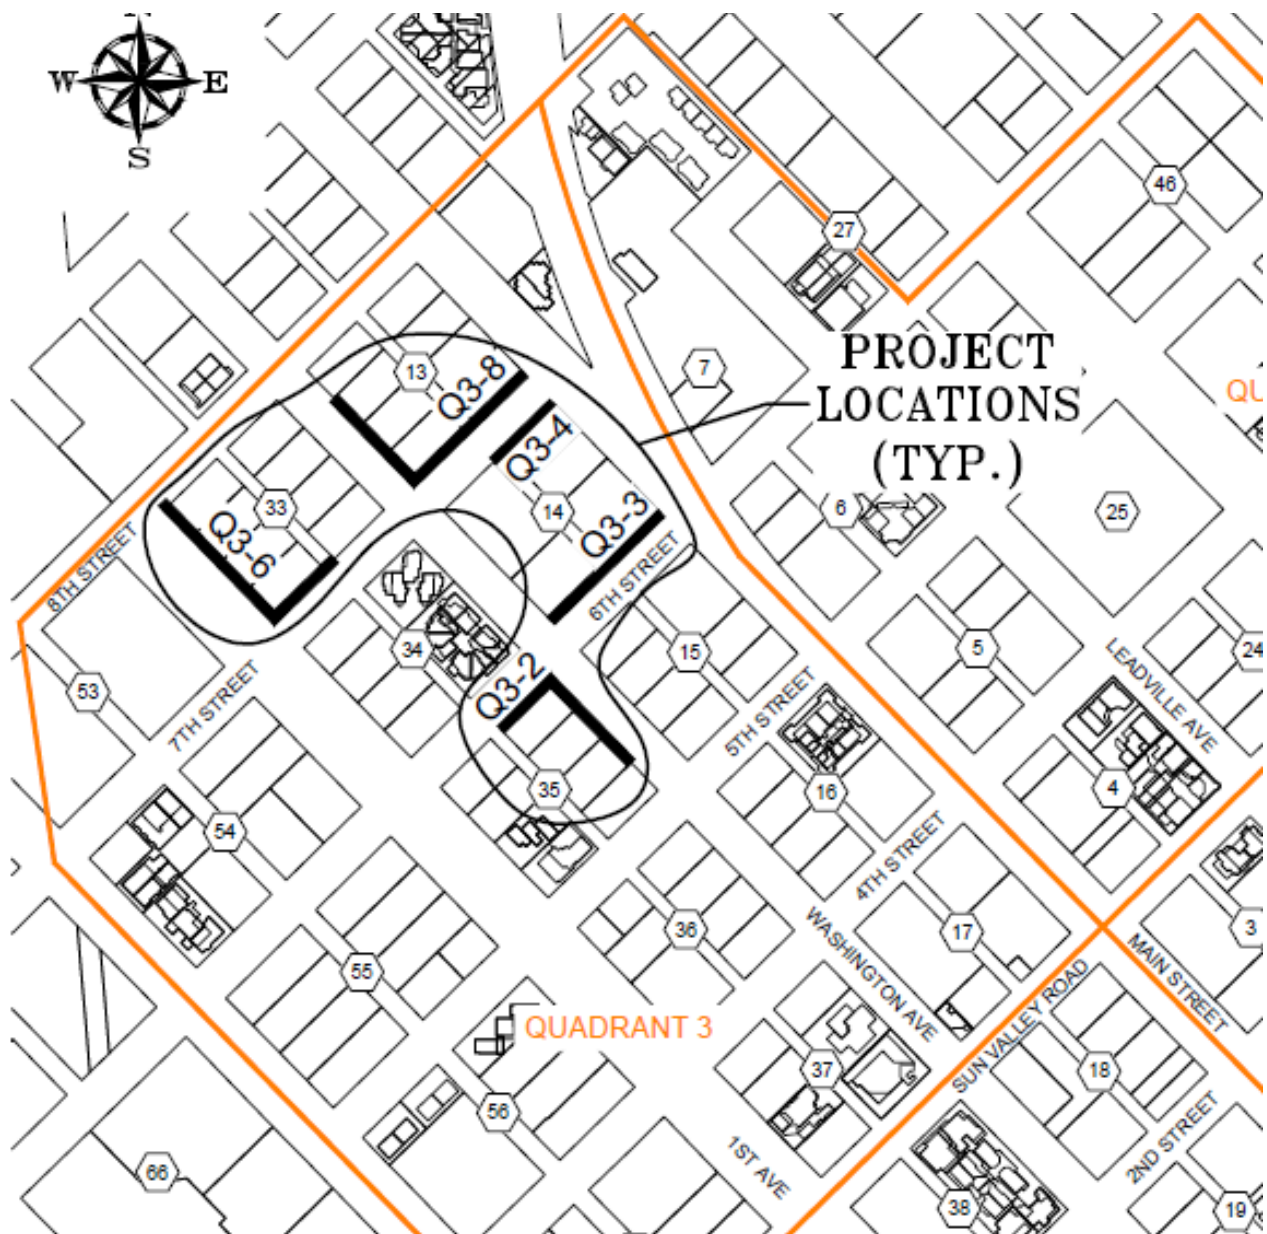 W
E
S
46
27
PROJECT
LOCATIONS
(TYP.)
13
Q3-8
7
QU
Q3-4
33
Q3-6
14
Q3-3
6
25
8TH STREET
6TH STREET
34
15
5
24
LEADVILLE AVE
53
7TH STREET
Q3-2
5TH STREET
35
16
4
54
4TH STREET
36
WASHINGTON AVE
17
3
MAIN STREET
55
QUADRANT 3
SUN VALLEY ROAD
37
18
56
2ND STREET
1ST AVE
66
38
19